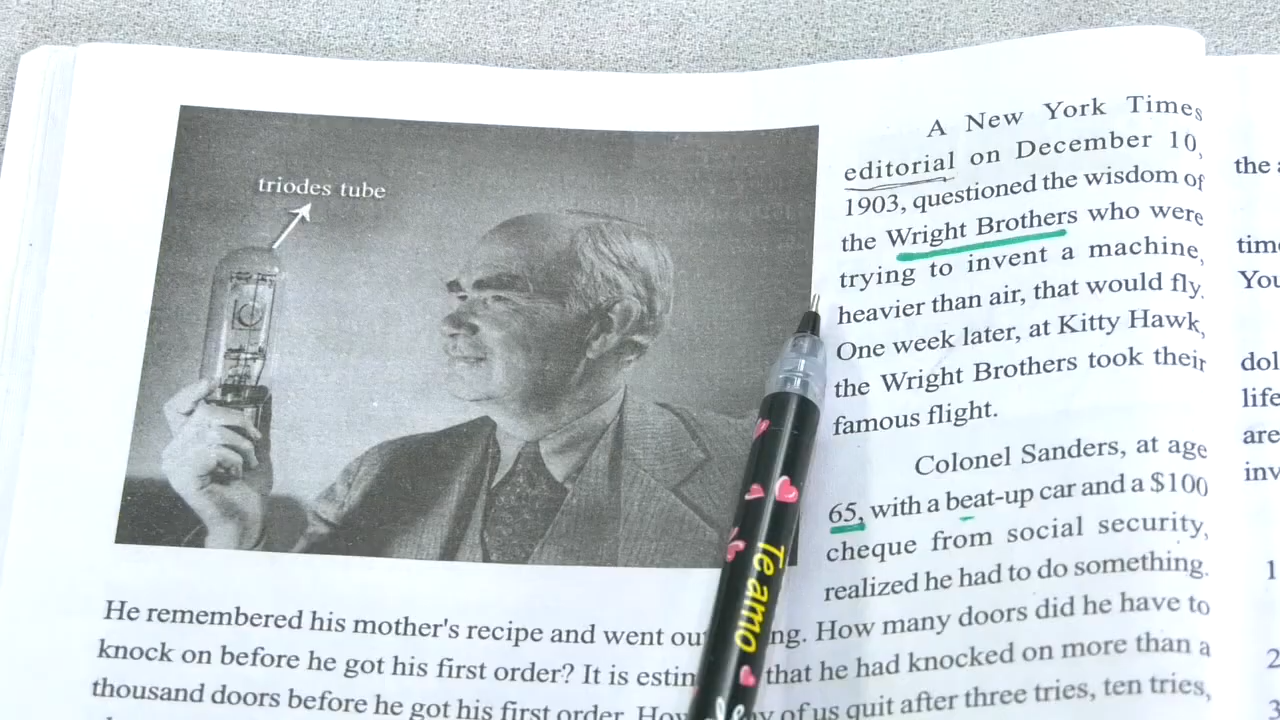 triodes tube
A New York Times
editorial on December 10,
1903, questioned the wisdom of
the Wright Brothers who were
trying to invent a machine,
heavier than air, that would fly.
One week later, at Kitty Hawk,
the Wright Brothers took their
famous flight.
Colonel Sanders, at age
65, with a beat-up car and a $100
cheque from social security,
realized he had to do something.
He remembered his mother's recipe and went ng. How many doors did he have to
knock on before he got his first order? It is that he had knocked on more than a
thousand doors before he got his first order. of us quit after three tries, ten tries,
Te amo
the
dol
life
are
inv
1
2
3